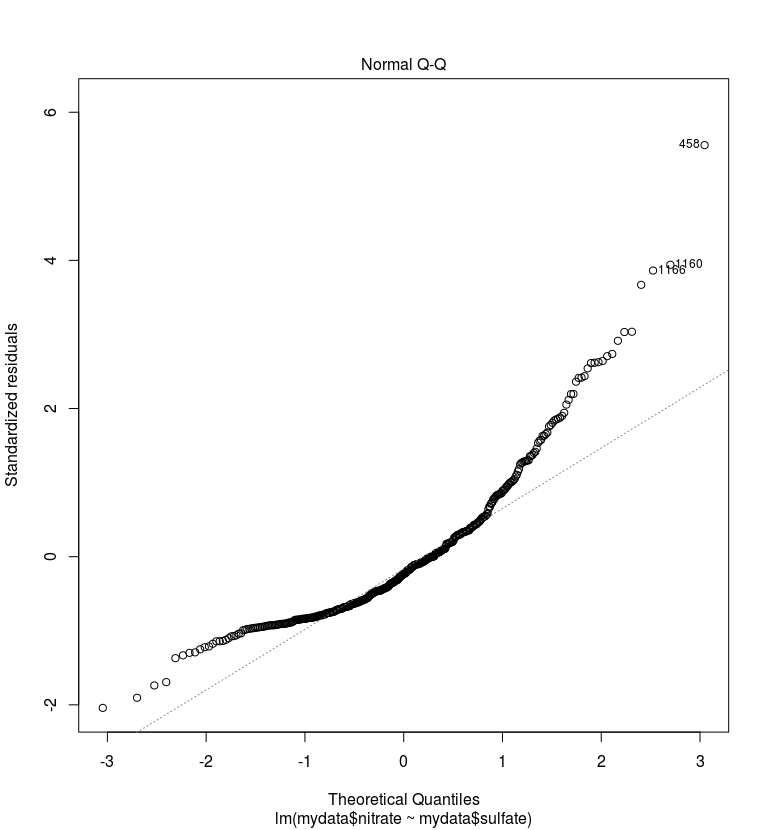 Normal Q-Q
6
458
4
1160
1166
Standardized residuals
2
0
-2
-3 -2 -1 0 1 2 3
Theoretical Quantiles
lm(mydata$nitrate ~ mydata$sulfate)